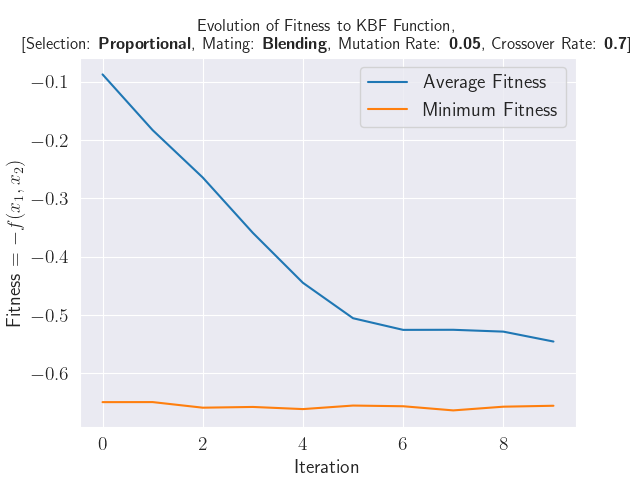 Evolution of Fitness to KBF Function,
[Selection: Proportional, Mating: Blending, Mutation Rate: 0.05, Crossover Rate: 0.7]
Average Fitness
Minimum Fitness
−0.1
−0.2
−0.3
−0.4
−0.5
−0.6
Fitness = −f(x₁, x₂)
0 2 4 6 8
Iteration